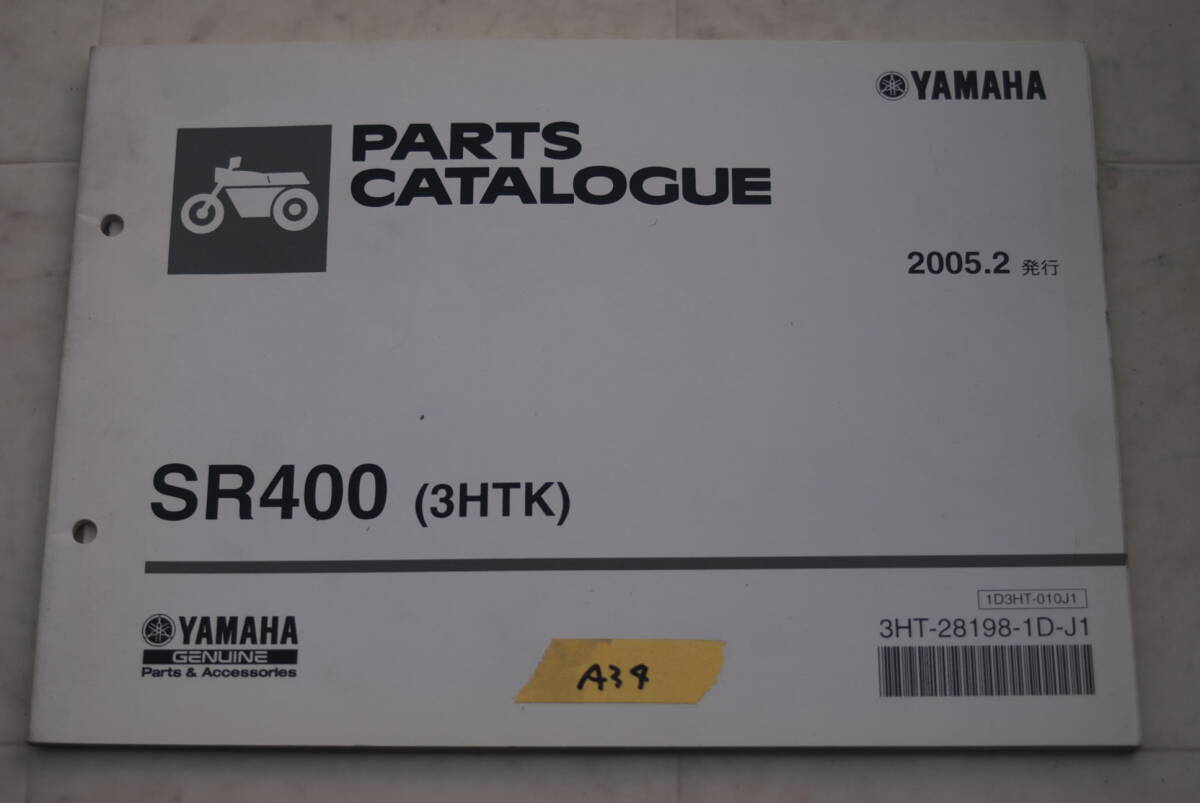 YAMAHA
PARTS
CATALOGUE
2005.2 発行
SR400 (3HTK)
1D3HT-010J1
3HT-28198-1D-J1
YAMAHA
GENUINE
Parts & Accessories
A34